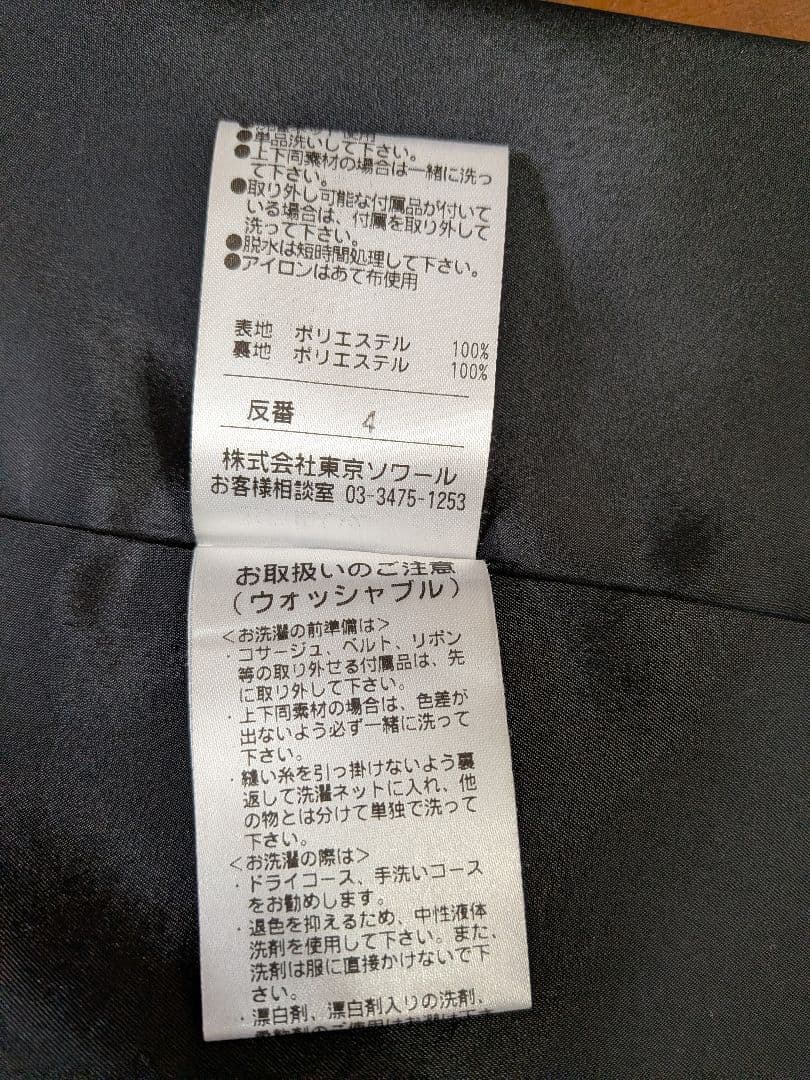 使用
●単品洗いして下さい。
●上下同素材の場合は一緒に洗っ
て下さい。
●取り外し可能な付属品が付いて
いる場合は、付属を取り外して
洗って下さい。
●脱水は短時間処理して下さい。
●アイロンはあて布使用
表地 ポリエステル 100%
裏地 ポリエステル 100%
反番 4
株式会社東京ソワール
お客様相談室 03-3475-1253
お取扱いのご注意
(ウォッシャブル)
<お洗濯の前準備は>
・コサージュ、ベルト、リボン
等の取り外せる付属品は、先
に取り外して下さい。
・上下同素材の場合は、色差が
出ないよう必ず一緒に洗って
下さい。
・縫い糸を引っ掛けないよう裏
返して洗濯ネットに入れ、他
の物とは分けて単独で洗って
下さい。
<お洗濯の際は>
・ドライコース、手洗いコース
をお勧めします。
・退色を抑えるため、中性液体
洗剤を使用して下さい。また、
洗剤は服に直接かけないで下
さい。
・漂白剤、漂白剤入りの洗剤、